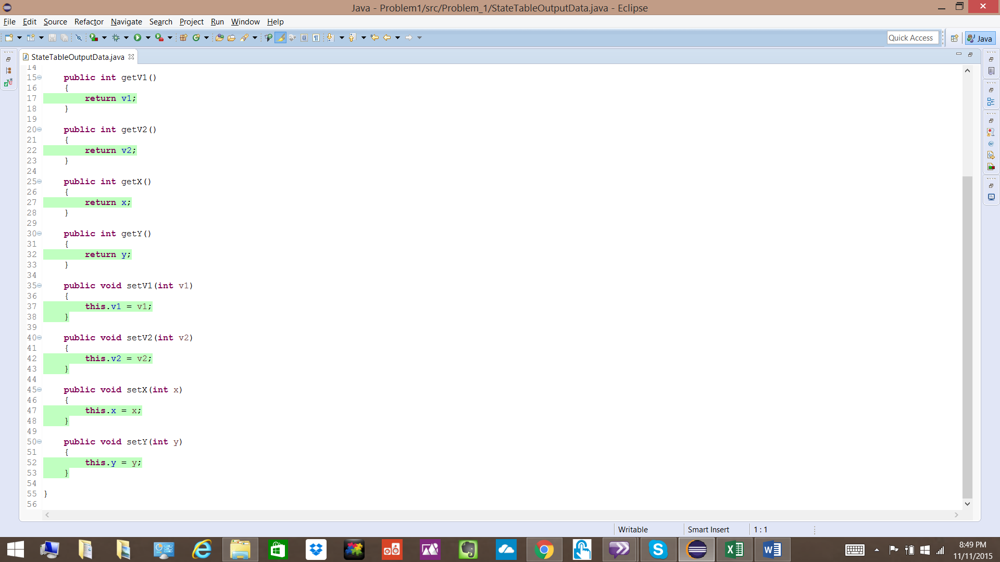 Java - Problem1/src/Problem_1/StateTableOutputData.java - Eclipse
File Edit Source Refactor Navigate Search Project Run Window Help
Quick Access
Java
StateTableOutputData.java
14
15 public int getV1()
16 {
17 return v1;
18 }
19
20 public int getV2()
21 {
22 return v2;
23 }
24
25 public int getX()
26 {
27 return x;
28 }
29
30 public int getY()
31 {
32 return y;
33 }
34
35 public void setV1(int v1)
36 {
37 this.v1 = v1;
38 }
39
40 public void setV2(int v2)
41 {
42 this.v2 = v2;
43 }
44
45 public void setX(int x)
46 {
47 this.x = x;
48 }
49
50 public void setY(int y)
51 {
52 this.y = y;
53 }
54
55 }
56
Writable Smart Insert 1 : 1
8:49 PM
11/11/2015